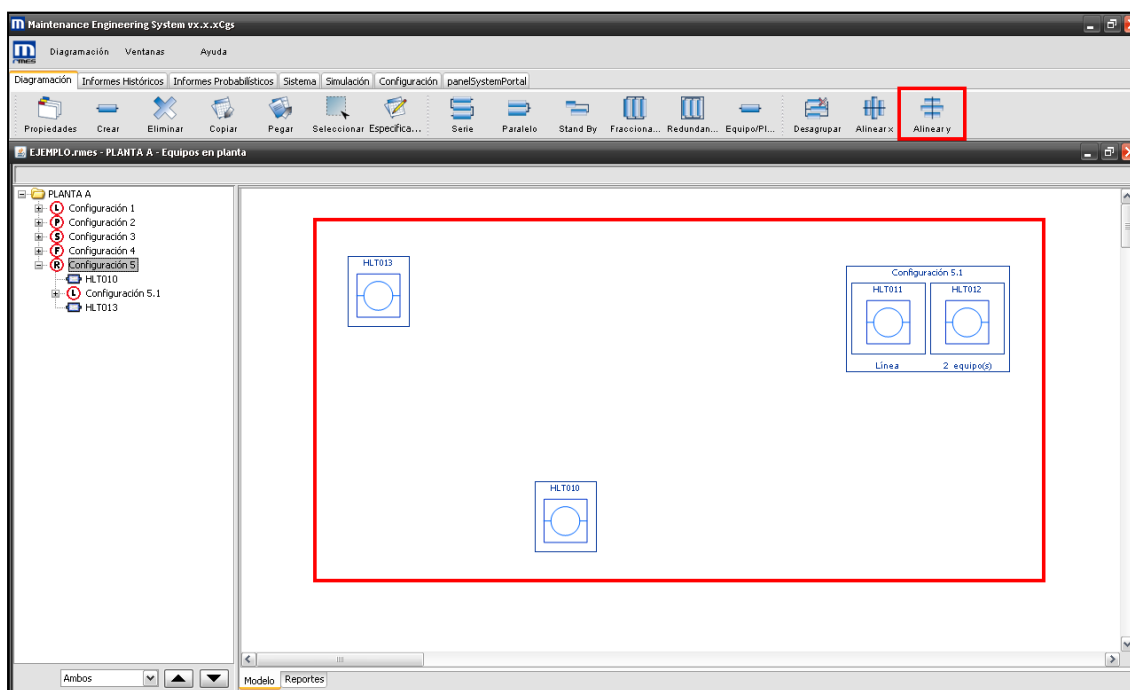 Maintenance Engineering System vx.x.xCgs
rmes Diagramación Ventanas Ayuda
Diagramación Informes Históricos Informes Probabilísticos Sistema Simulación Configuración panelSystemPortal
Propiedades Crear Eliminar Copiar Pegar Seleccionar Especifica... Serie Paralelo Stand By Fracciona... Redundan... Equipo/Pl... Desagrupar Alinear x Alinear y
EJEMPLO.rmes - PLANTA A - Equipos en planta
PLANTA A
L Configuración 1
P Configuración 2
S Configuración 3
F Configuración 4
R Configuración 5
HLT010
L Configuración 5.1
HLT013
HLT013
Configuración 5.1
HLT011 HLT012
Línea 2 equipo(s)
HLT010
Ambos
Modelo Reportes